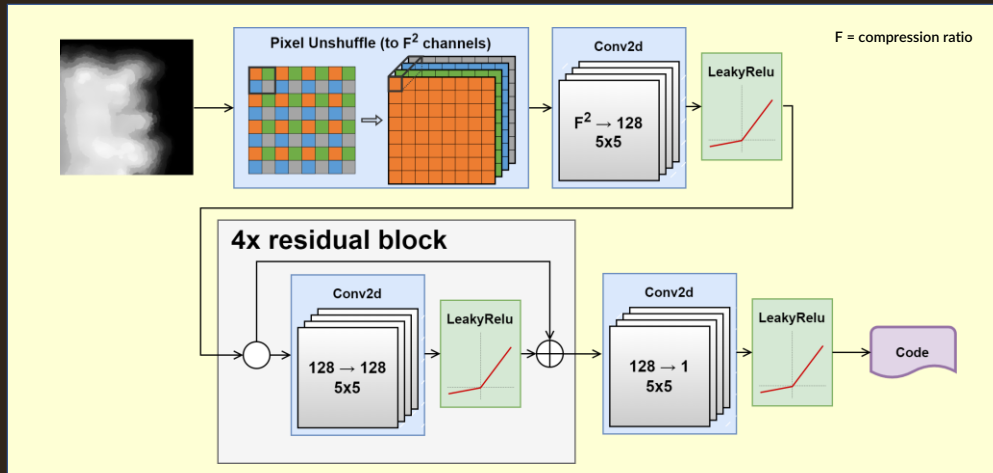 Pixel Unshuffle (to F² channels)
Conv2d
F² → 128
5x5
LeakyRelu
F = compression ratio
4x residual block
Conv2d
128 → 128
5x5
LeakyRelu
Conv2d
128 → 1
5x5
LeakyRelu
Code